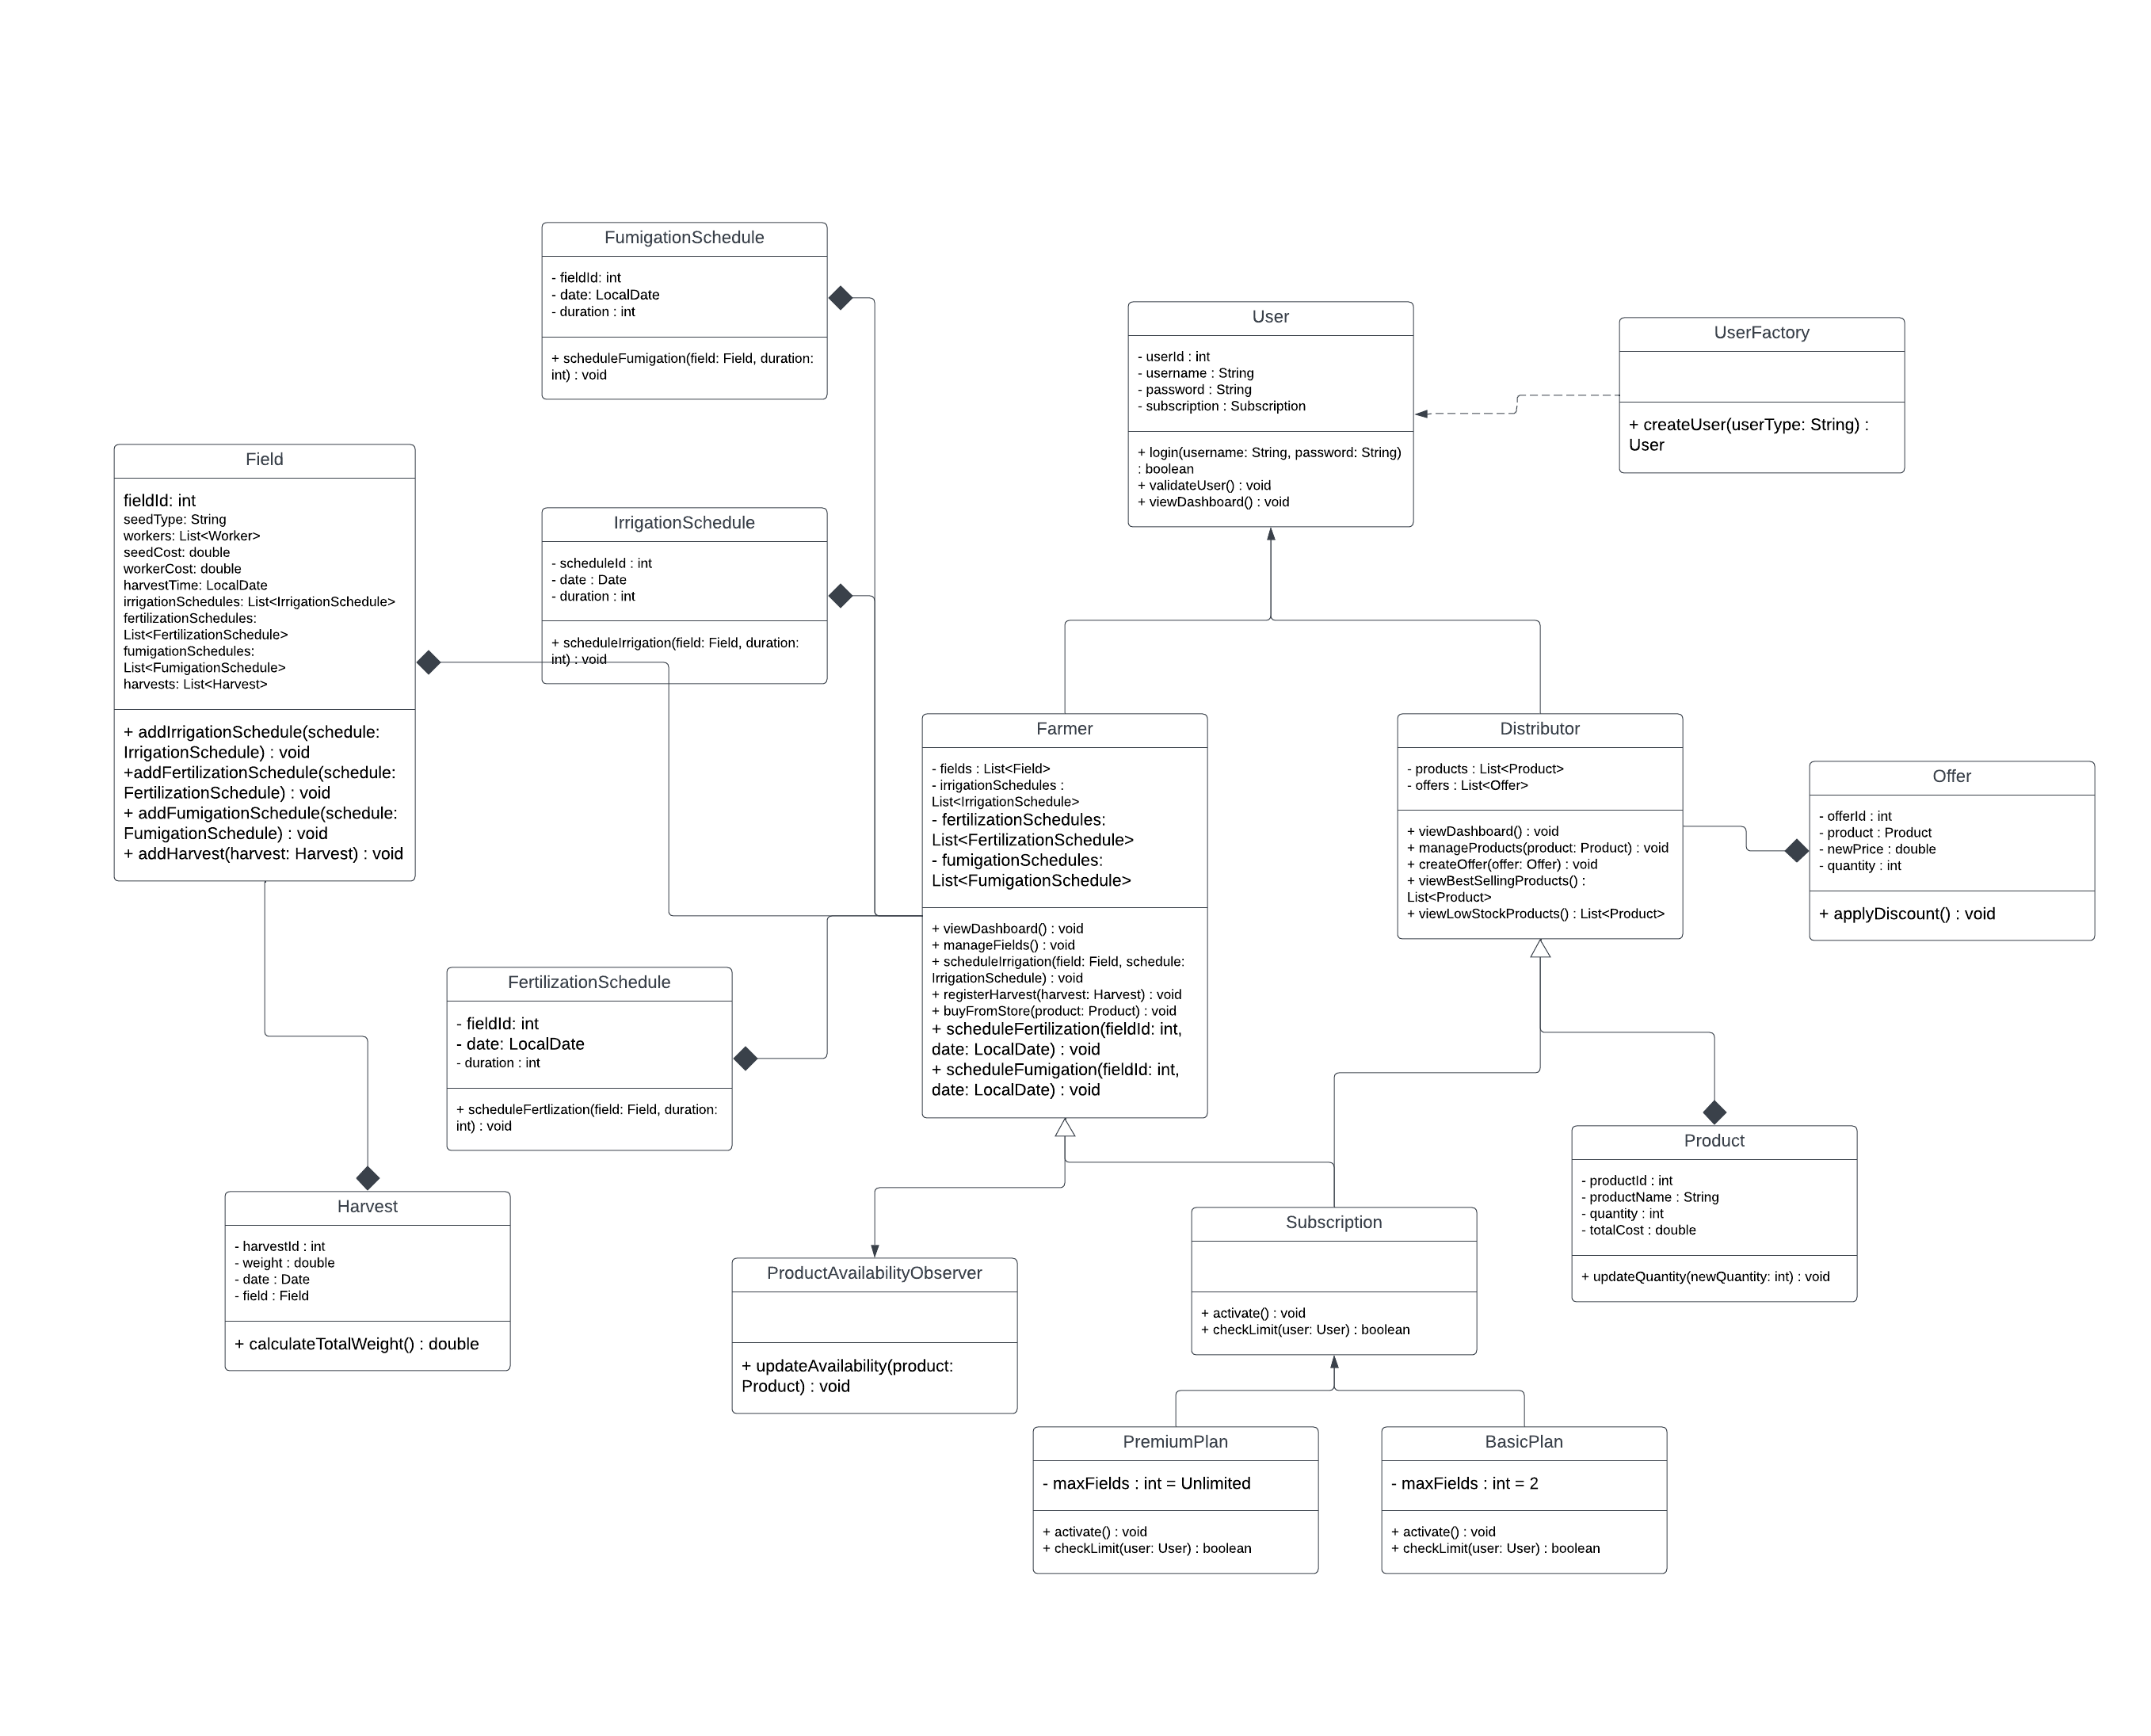 FumigationSchedule
- fieldId: int
- date: LocalDate
- duration : int
+ scheduleFumigation(field: Field, duration:
int) : void
User
- userId : int
- username : String
- password : String
- subscription : Subscription
+ login(username: String, password: String)
: boolean
+ validateUser() : void
+ viewDashboard() : void
UserFactory
+ createUser(userType: String) :
User
Field
fieldId: int
seedType: String
workers: List<Worker>
seedCost: double
workerCost: double
harvestTime: LocalDate
irrigationSchedules: List<IrrigationSchedule>
fertilizationSchedules:
List<FertilizationSchedule>
fumigationSchedules:
List<FumigationSchedule>
harvests: List<Harvest>
+ addIrrigationSchedule(schedule:
IrrigationSchedule) : void
+addFertilizationSchedule(schedule:
FertilizationSchedule) : void
+ addFumigationSchedule(schedule:
FumigationSchedule) : void
+ addHarvest(harvest: Harvest) : void
IrrigationSchedule
- scheduleId : int
- date : Date
- duration : int
+ scheduleIrrigation(field: Field, duration:
int) : void
Farmer
- fields : List<Field>
- irrigationSchedules :
List<IrrigationSchedule>
- fertilizationSchedules:
List<FertilizationSchedule>
- fumigationSchedules:
List<FumigationSchedule>
+ viewDashboard() : void
+ manageFields() : void
+ scheduleIrrigation(field: Field, schedule:
IrrigationSchedule) : void
+ registerHarvest(harvest: Harvest) : void
+ buyFromStore(product: Product) : void
+ scheduleFertilization(fieldId: int,
date: LocalDate) : void
+ scheduleFumigation(fieldId: int,
date: LocalDate) : void
Distributor
- products : List<Product>
- offers : List<Offer>
+ viewDashboard() : void
+ manageProducts(product: Product) : void
+ createOffer(offer: Offer) : void
+ viewBestSellingProducts() :
List<Product>
+ viewLowStockProducts() : List<Product>
Offer
- offerId : int
- product : Product
- newPrice : double
- quantity : int
+ applyDiscount() : void
FertilizationSchedule
- fieldId: int
- date: LocalDate
- duration : int
+ scheduleFertlization(field: Field, duration:
int) : void
Harvest
- harvestId : int
- weight : double
- date : Date
- field : Field
+ calculateTotalWeight() : double
ProductAvailabilityObserver
+ updateAvailability(product:
Product) : void
Subscription
+ activate() : void
+ checkLimit(user: User) : boolean
Product
- productId : int
- productName : String
- quantity : int
- totalCost : double
+ updateQuantity(newQuantity: int) : void
PremiumPlan
- maxFields : int = Unlimited
+ activate() : void
+ checkLimit(user: User) : boolean
BasicPlan
- maxFields : int = 2
+ activate() : void
+ checkLimit(user: User) : boolean